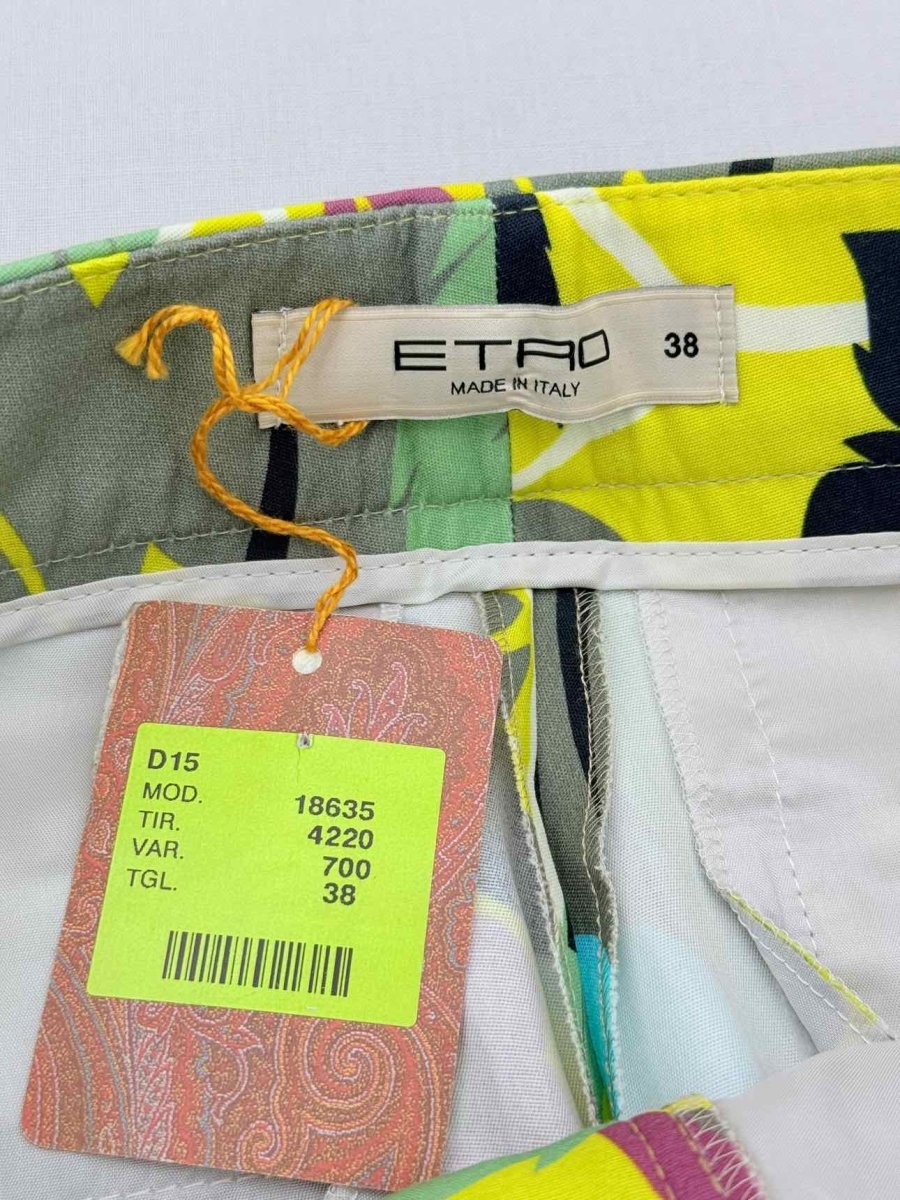 ETRO 38
MADE IN ITALY
D15
MOD. 18635
TIR. 4220
VAR. 700
TGL. 38